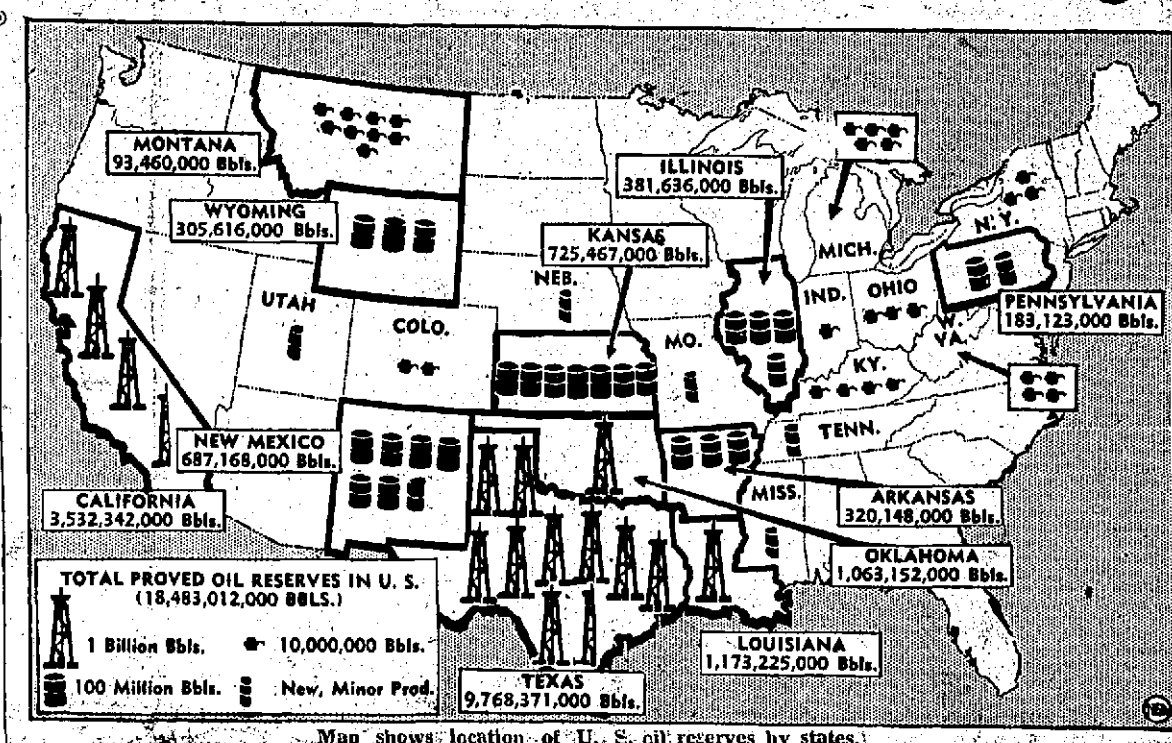 MONTANA
93,460,000 Bbls.
WYOMING
305,616,000 Bbls.
ILLINOIS
381,636,000 Bbls.
KANSAS
725,467,000 Bbls.
NEB.
MICH.
N. Y.
UTAH
COLO.
MO.
IND.
OHIO
PENNSYLVANIA
183,123,000 Bbls.
W.
VA.
KY.
TENN.
NEW MEXICO
687,168,000 Bbls.
CALIFORNIA
3,532,342,000 Bbls.
MISS.
ARKANSAS
320,148,000 Bbls.
OKLAHOMA
1,063,152,000 Bbls.
LOUISIANA
1,173,225,000 Bbls.
TEXAS
9,768,371,000 Bbls.
TOTAL PROVED OIL RESERVES IN U. S.
(18,483,012,000 BBLS.)
1 Billion Bbls.
10,000,000 Bbls.
100 Million Bbls.
New, Minor Prod.
NEA
Map shows location of U. S. oil reserves by states.